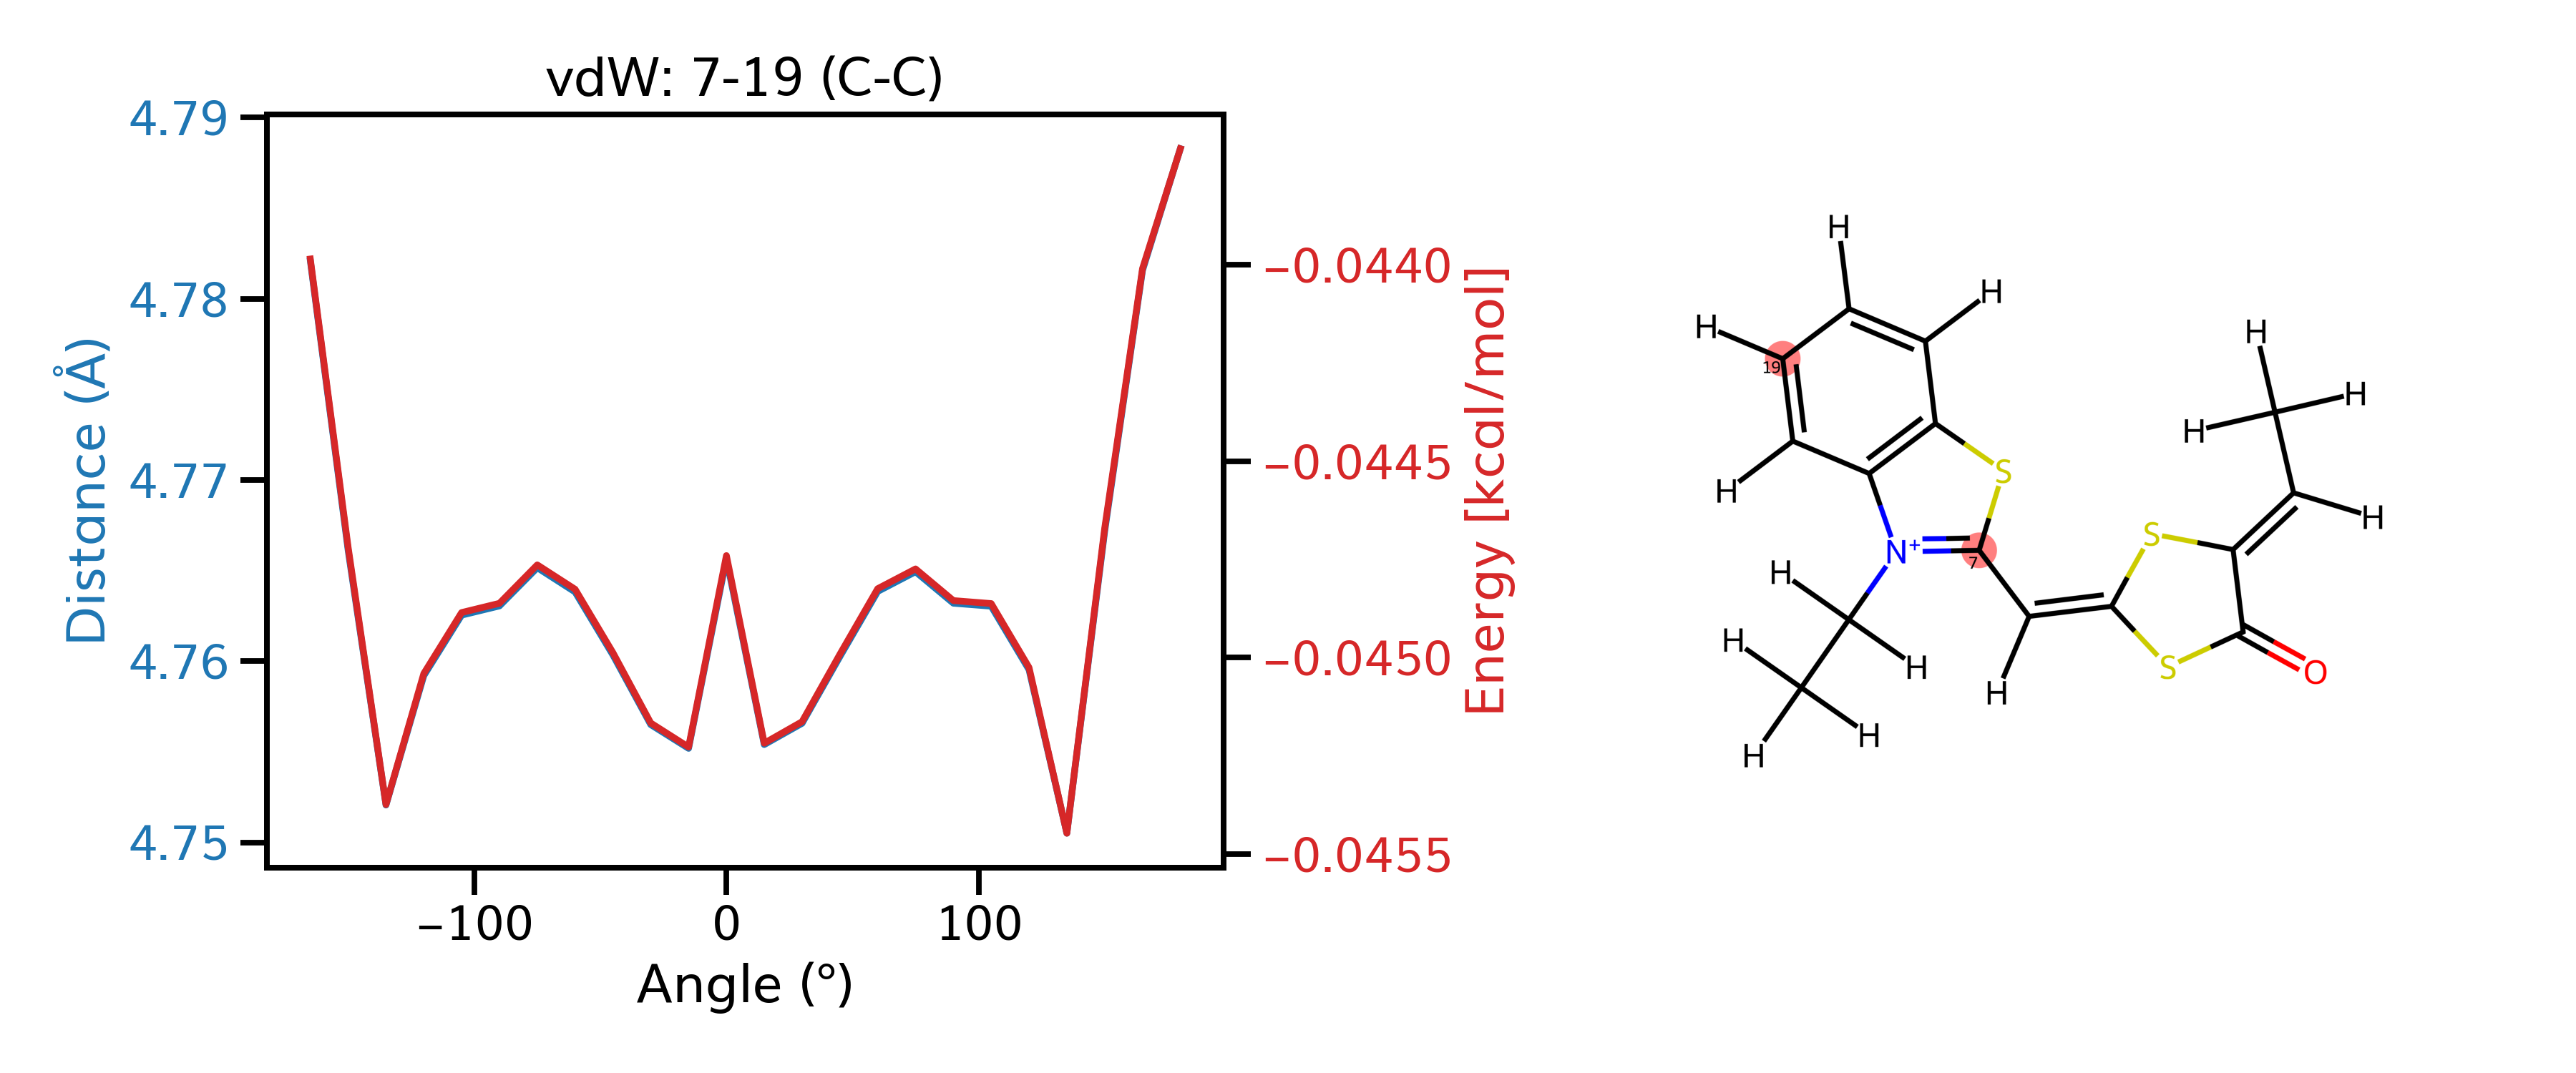 vdW: 7-19 (C-C)
4.79
4.78
4.77
4.76
4.75
Distance (Å)
−100
0
100
Angle (°)
−0.0440
−0.0445
−0.0450
−0.0455
Energy [kcal/mol]
H
H
H
19
H
H
H
H
S
H
N+
7
S
H
H
H
H
S
O
H
H
H